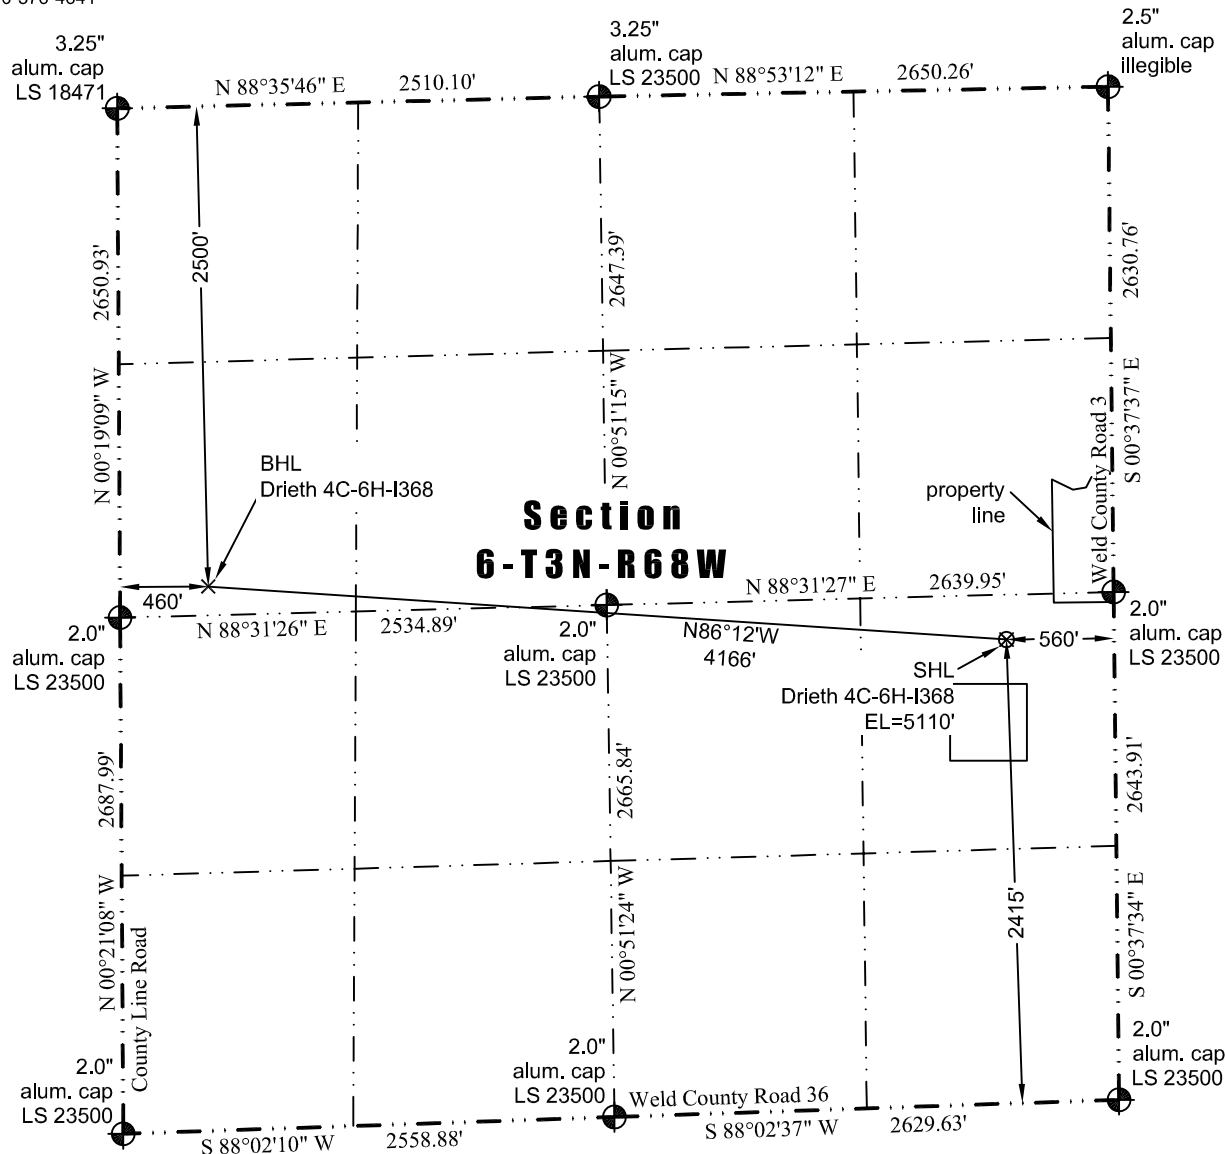 3.25"
alum. cap
LS 18471
N 88°35'46" E
2510.10'
3.25"
alum. cap
LS 23500
N 88°53'12" E
2650.26'
2.5"
alum. cap
illegible
2500'
2650.93'
2647.39'
2630.76'
N 00°19'09" W
N 00°51'15" W
S 00°37'37" E
Weld County Road 3
BHL
Drieth 4C-6H-I368
property
line
Section
6-T3N-R68W
460'
N 88°31'26" E
2534.89'
N 88°31'27" E
2639.95'
2.0"
alum. cap
LS 23500
2.0"
alum. cap
LS 23500
N86°12'W
4166'
560'
2.0"
alum. cap
LS 23500
SHL
Drieth 4C-6H-I368
EL=5110'
2687.99'
2665.84'
2643.91'
N 00°21'08" W
County Line Road
N 00°51'24" W
2415'
S 00°37'34" E
2.0"
alum. cap
LS 23500
2.0"
alum. cap
LS 23500
2.0"
alum. cap
LS 23500
Weld County Road 36
S 88°02'10" W
2558.88'
S 88°02'37" W
2629.63'